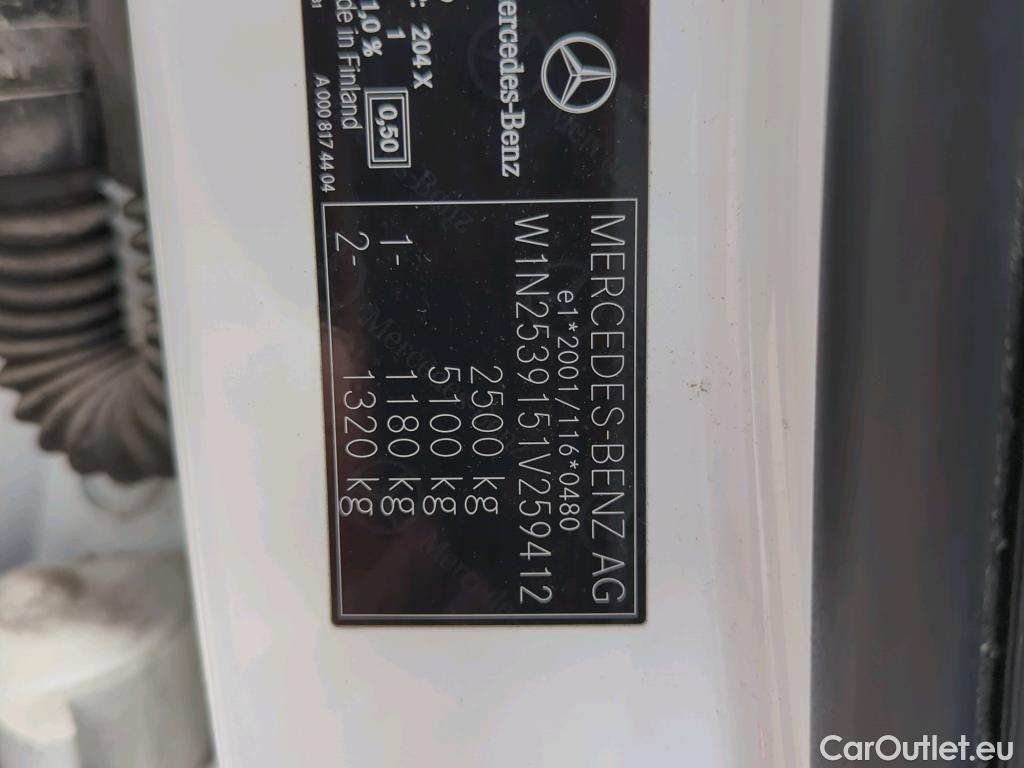 Mercedes-Benz
: 204 X
1
1,0 %
0,50
de in Finland
A 000 817 44 04
MERCEDES-BENZ AG
e1*2001/116*0480
W1N2539151V259412
2500 kg
5100 kg
1- 1180 kg
2- 1320 kg
CarOutlet.eu